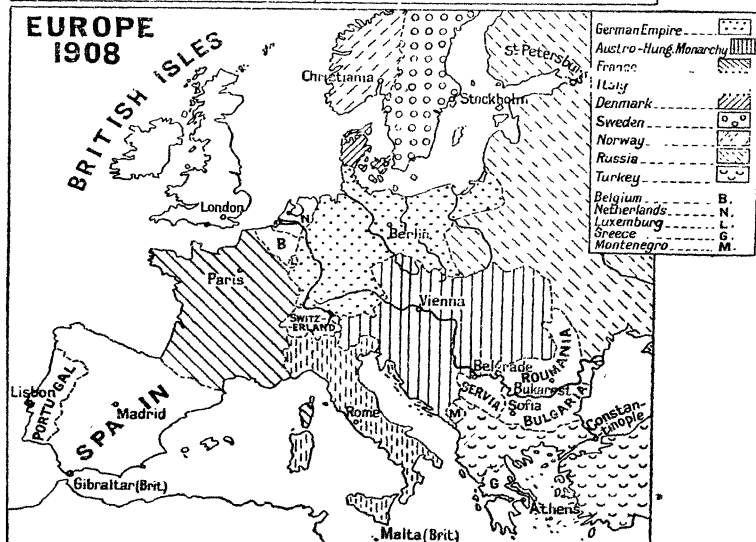 EUROPE
1908
BRITISH ISLES
London
Christiania
Stockholm
St Petersburg
N
B
L
Berlin
Paris
SWITZ-
ERLAND
Vienna
Belgrade
ROUMANIA
Bukarest
SERVIA
Sofia
BULGARIA
Constan-
tinople
M
G
G
Athens
Rome
Lisbon
PORTUGAL
Madrid
SPAIN
Gibraltar (Brit.)
Malta (Brit)
German Empire
Austro-Hung. Monarchy
France
Italy
Denmark
Sweden
Norway
Russia
Turkey
Belgium B.
Netherlands N.
Luxemburg L.
Greece G.
Montenegro M.